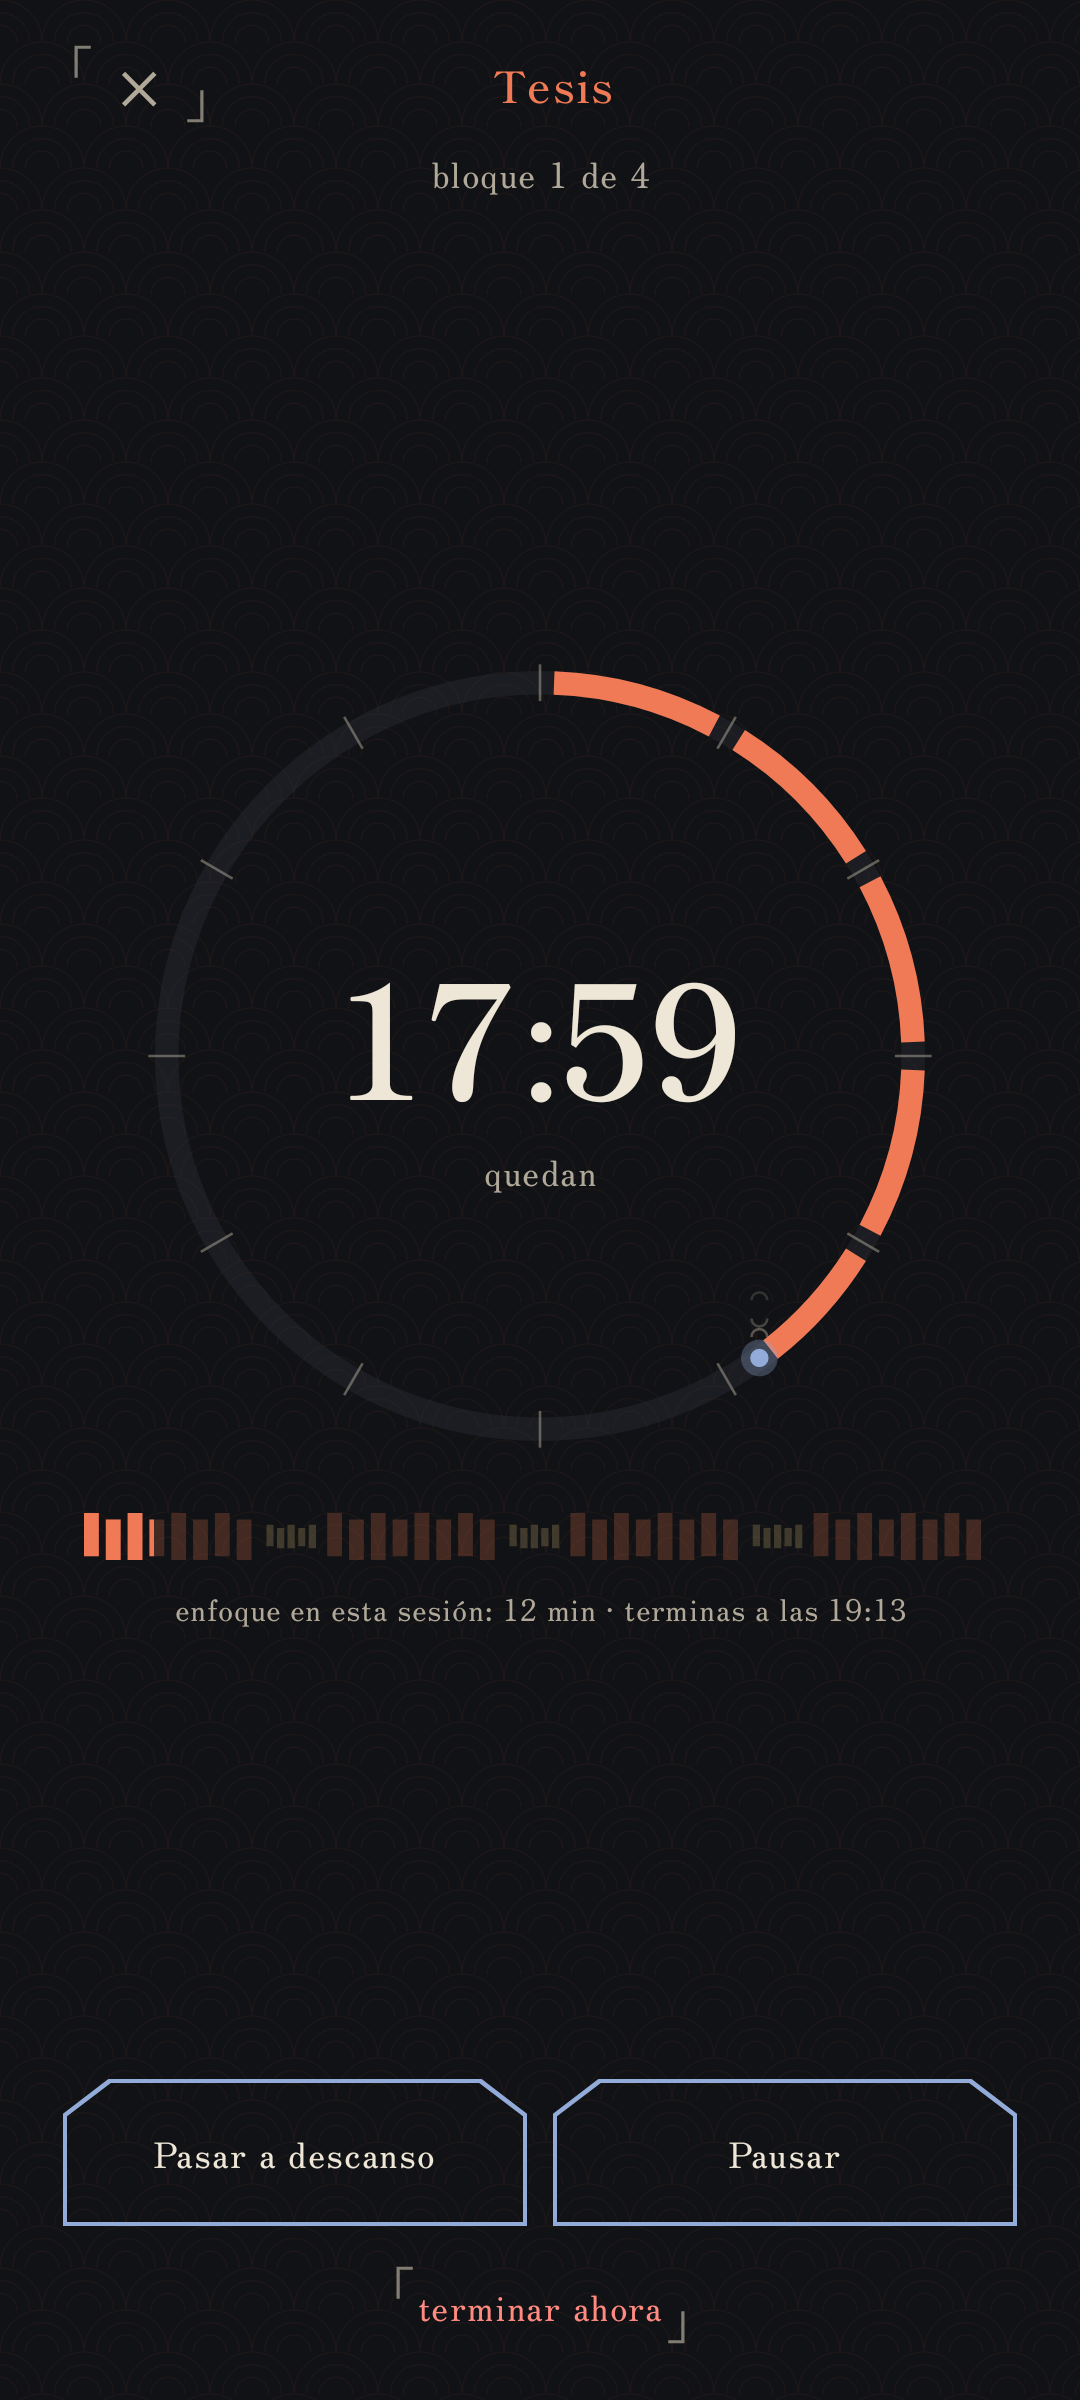 Tesis
bloque 1 de 4
17:59
quedan
enfoque en esta sesión: 12 min · terminas a las 19:13
Pasar a descanso
Pausar
「terminar ahora」